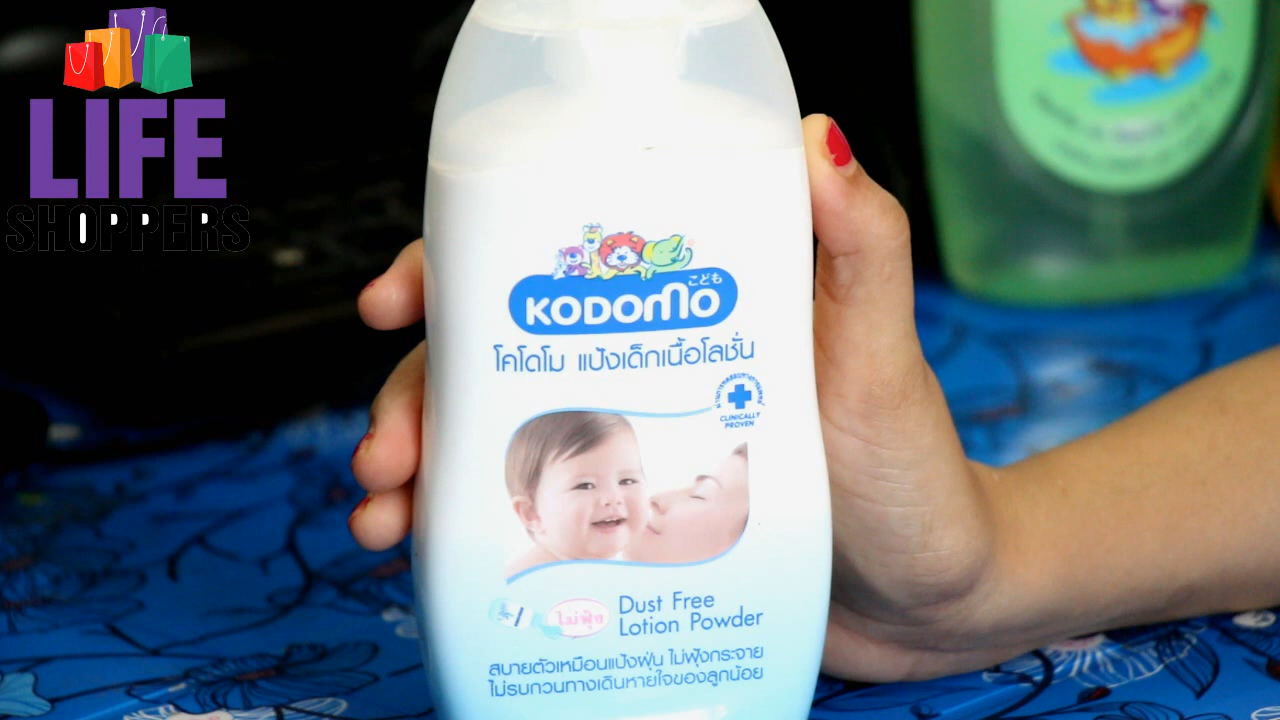 LIFE
SHOPPERS
こども
KODOMO
โคโดโม แป้งเด็กเนื้อโลชั่น
CLINICALLY
PROVEN
ไม่ฟุ้ง
Dust Free
Lotion Powder
สบายตัวเหมือนแป้งฝุ่น ไม่ฟุ้งกระจาย
ไม่รบกวนทางเดินหายใจของลูกน้อย